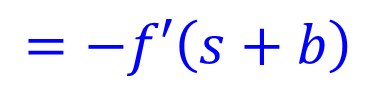 = −f′(s + b)